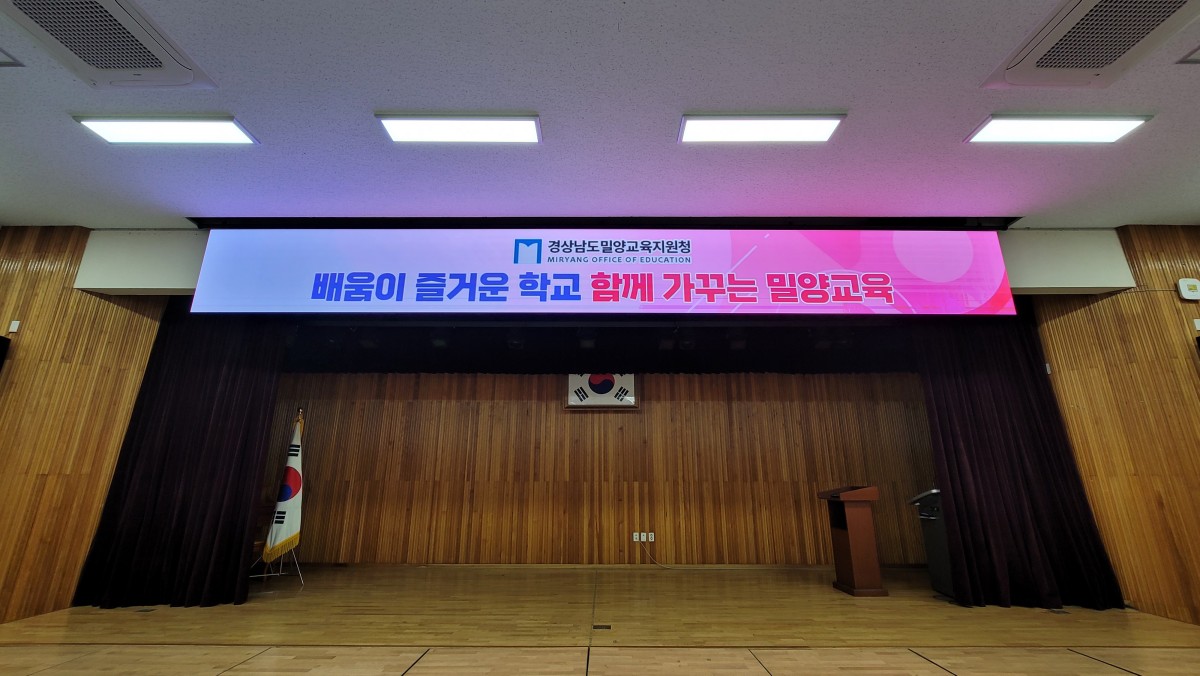 경상남도밀양교육지원청
MIRYANG OFFICE OF EDUCATION
배움이 즐거운 학교 함께 가꾸는 밀양교육